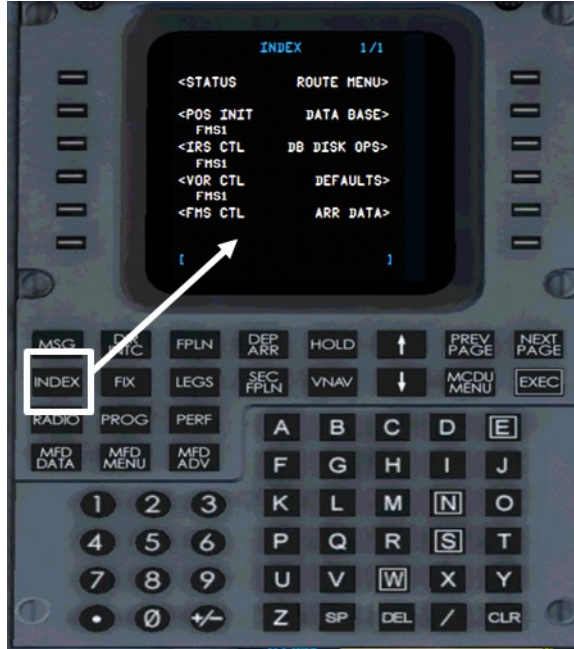 INDEX 1/1
<STATUS ROUTE MENU>
<POS INIT DATA BASE>
FMS1
<IRS CTL DB DISK OPS>
FMS1
<VOR CTL DEFAULTS>
FMS1
<FMS CTL ARR DATA>
[ ]
MSG DIR INTC FPLN DEP ARR HOLD ↑ PREV PAGE NEXT PAGE
INDEX FIX LEGS SEC FPLN VNAV ↓ MCDU MENU EXEC
RADIO PROG PERF
MFD DATA MFD MENU MFD ADV
A B C D E
F G H I J
1 2 3 K L M N O
4 5 6 P Q R S T
7 8 9 U V W X Y
• Ø +/− Z SP DEL / CLR